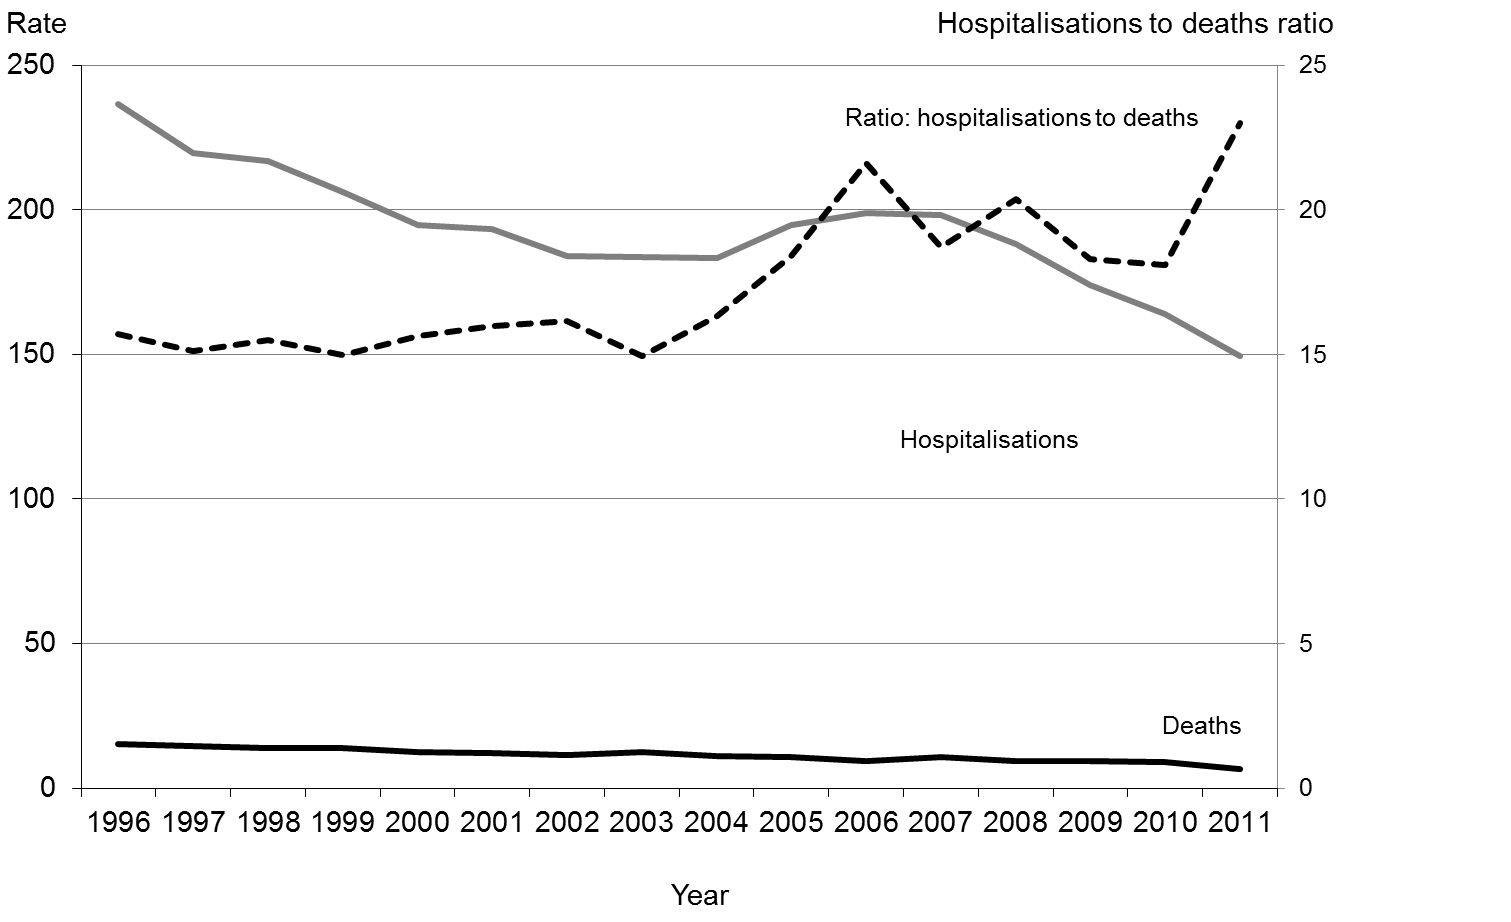 Rate
Hospitalisations to deaths ratio
250
25
Ratio: hospitalisations to deaths
200
20
150
15
Hospitalisations
100
10
50
5
Deaths
0
0
1996 1997 1998 1999 2000 2001 2002 2003 2004 2005 2006 2007 2008 2009 2010 2011
Year